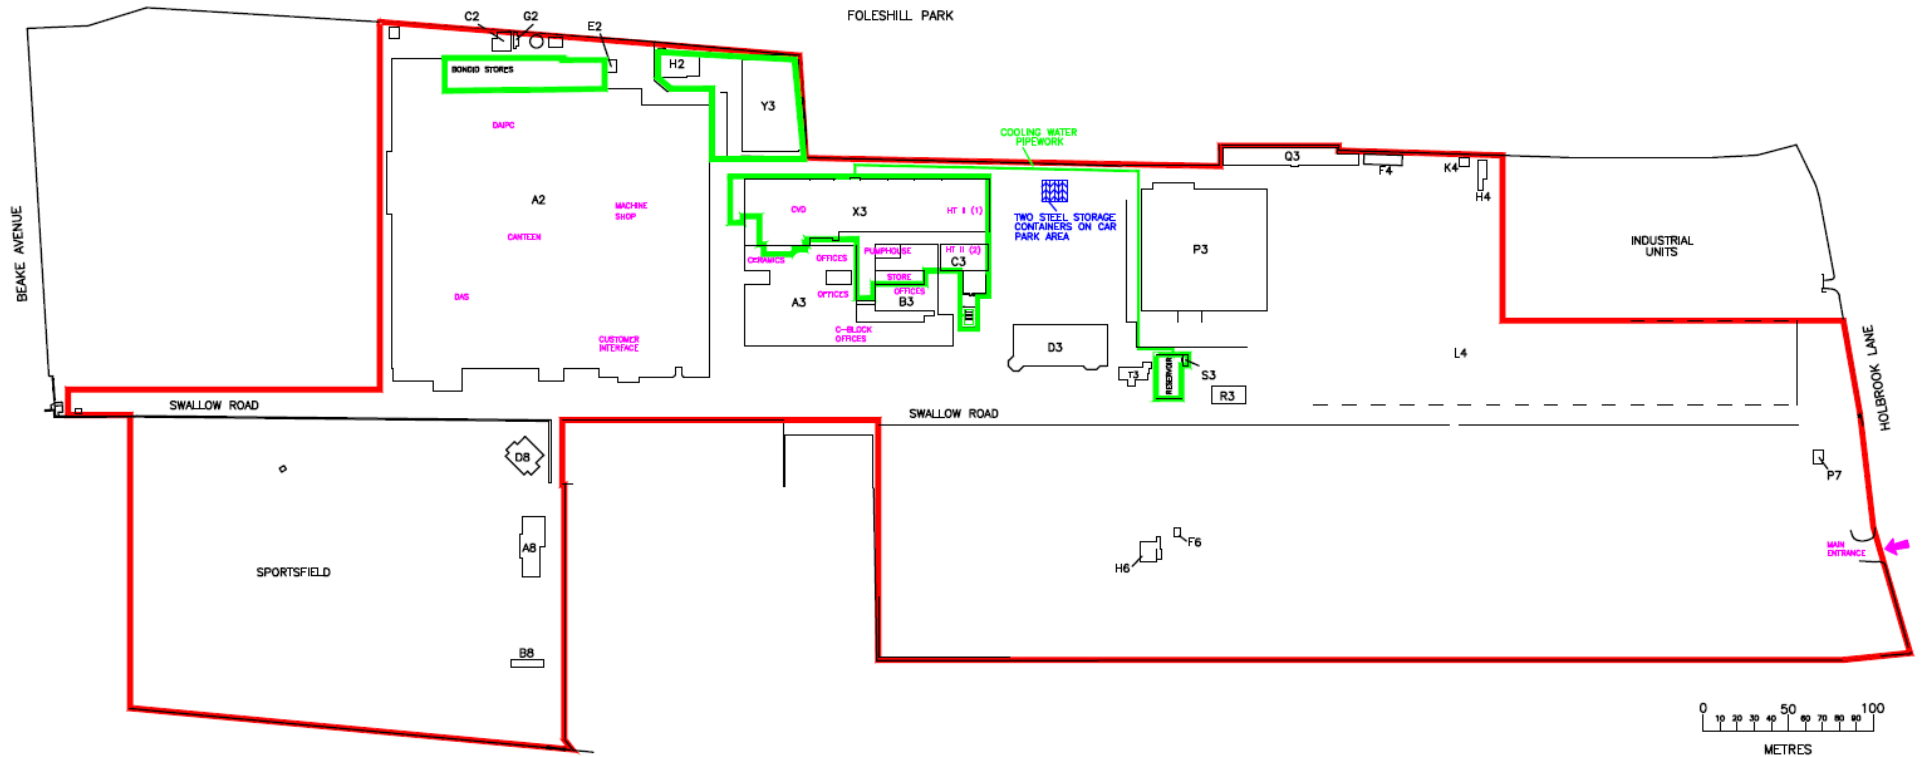 FOLESHILL PARK
C2
G2
E2
BONDID STORES
H2
Y3
DAIPC
COOLING WATER
PIPEWORK
Q3
F4
K4
H4
A2
MACHINE
SHOP
CVD
X3
HT II (1)
TWO STEEL STORAGE
CONTAINERS ON CAR
PARK AREA
CANTEEN
P3
INDUSTRIAL
UNITS
BEAKE AVENUE
CERAMICS
OFFICES
PUMPHOUSE
HT II (2)
C3
STORE
DAS
OFFICES
OFFICES
A3
B3
C-BLOCK
OFFICES
CUSTOMER
INTERFACE
D3
L4
HOLBROOK LANE
T3
RESERVOIR
S3
R3
SWALLOW ROAD
SWALLOW ROAD
D8
P7
A8
F6
H6
MAIN
ENTRANCE
SPORTSFIELD
B8
0 50 100
10 20 30 40 60 70 80 90
METRES